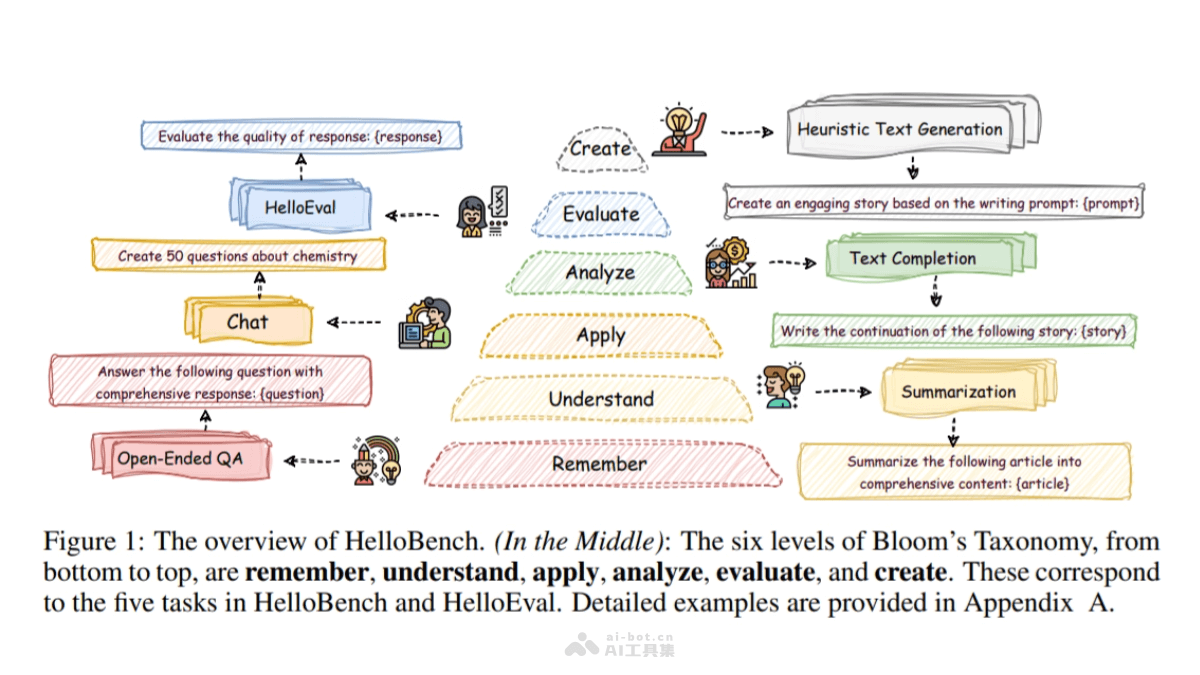 Evaluate the quality of response: {response}
HelloEval
Create 50 questions about chemistry
Chat
Answer the following question with
comprehensive response: {question}
Open-Ended QA
Create
Evaluate
Analyze
Apply
Understand
Remember
Heuristic Text Generation
Create an engaging story based on the writing prompt: {prompt}
Text Completion
Write the continuation of the following story: {story}
Summarization
Summarize the following article into
comprehensive content: {article}
Figure 1: The overview of HelloBench. (In the Middle): The six levels of Bloom's Taxonomy, from
bottom to top, are remember, understand, apply, analyze, evaluate, and create. These correspond
to the five tasks in HelloBench and HelloEval. Detailed examples are provided in Appendix A.
ai-bot.cn
AI工具集